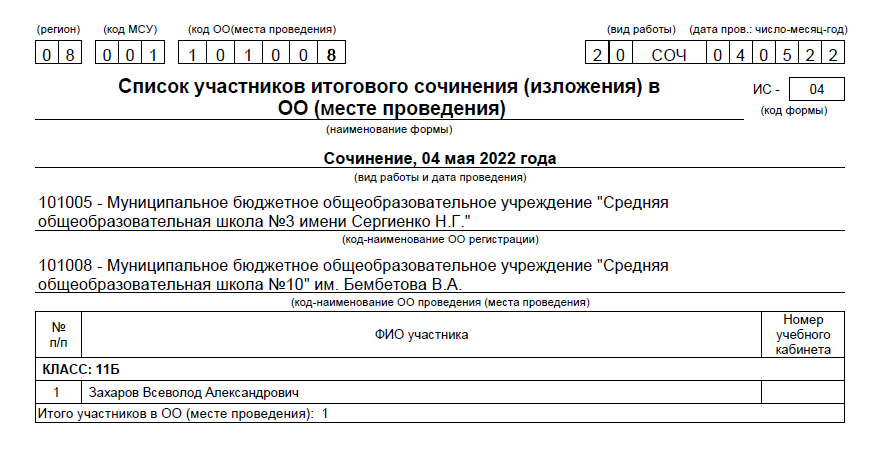 (регион) (код МСУ) (код ОО(места проведения) (вид работы) (дата пров.: число-месяц-год)
0 8 0 0 1 1 0 1 0 0 8 2 0 СОЧ 0 4 0 5 2 2
Список участников итогового сочинения (изложения) в
ОО (месте проведения)
ИС - 04
(код формы)
(наименование формы)
Сочинение, 04 мая 2022 года
(вид работы и дата проведения)
101005 - Муниципальное бюджетное общеобразовательное учреждение "Средняя
общеобразовательная школа №3 имени Сергиенко Н.Г."
(код-наименование ОО регистрации)
101008 - Муниципальное бюджетное общеобразовательное учреждение "Средняя
общеобразовательная школа №10" им. Бембетова В.А.
(код-наименование ОО проведения (места проведения)
№
п/п
ФИО участника
Номер
учебного
кабинета
КЛАСС: 11Б
1 Захаров Всеволод Александрович
Итого участников в ОО (месте проведения): 1